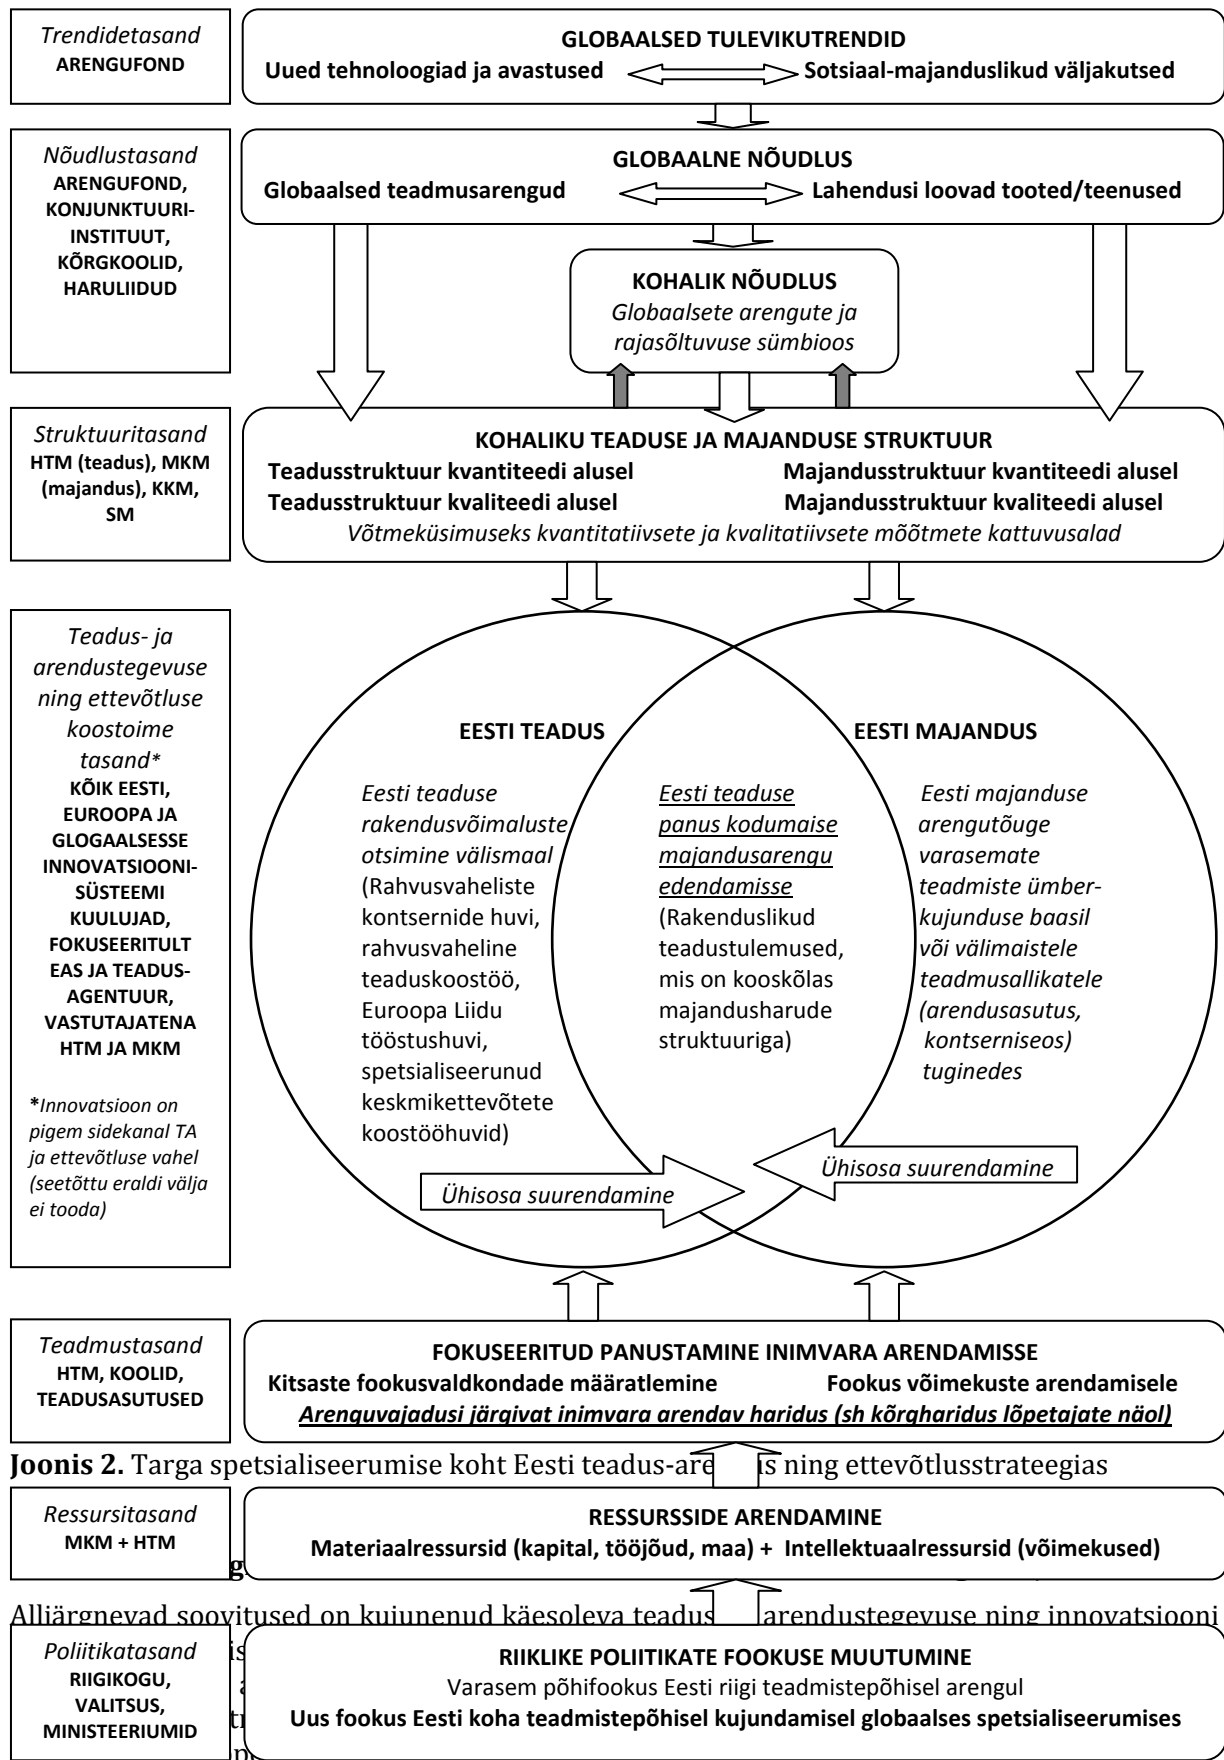 Trendidetasand
ARENGUFOND
GLOBAALSED TULEVIKUTRENDID
Uued tehnoloogiad ja avastused
Sotsiaal-majanduslikud väljakutsed
Nõudlustasand
ARENGUFOND,
KONJUNKTUURI-
INSTITUUT,
KÕRGKOOLID,
HARULIIDUD
GLOBAALNE NÕUDLUS
Globaalsed teadmusarengud
Lahendusi loovad tooted/teenused
KOHALIK NÕUDLUS
Globaalsete arengute ja
rajasõltuvuse sümbioos
Struktuuritasand
HTM (teadus), MKM
(majandus), KKM,
SM
KOHALIKU TEADUSE JA MAJANDUSE STRUKTUUR
Teadusstruktuur kvantiteedi alusel
Majandusstruktuur kvantiteedi alusel
Teadusstruktuur kvaliteedi alusel
Majandusstruktuur kvaliteedi alusel
Võtmeküsimuseks kvantitatiivsete ja kvalitatiivsete mõõtmete kattuvusalad
Teadus- ja
arendustegevuse
ning ettevõtluse
koostoime
tasand*
KÕIK EESTI,
EUROOPA JA
GLOGAALSESSE
INNOVATSIOONI-
SÜSTEEMI
KUULUJAD,
FOKUSEERITULT
EAS JA TEADUS-
AGENTUUR,
VASTUTAJATENA
HTM JA MKM
*Innovatsioon on
pigem sidekanal TA
ja ettevõtluse vahel
(seetõttu eraldi välja
ei tooda)
EESTI TEADUS
Eesti teaduse
rakendusvõimaluste
otsimine välismaal
(Rahvusvaheliste
kontsernide huvi,
rahvusvaheline
teaduskoostöö,
Euroopa Liidu
tööstushuvi,
spetsialiseerunud
keskmikettevõtete
koostööhuvid)
Eesti teaduse
panus kodumaise
majandusarengu
edendamisse
(Rakenduslikud
teadustulemused,
mis on kooskõlas
majandusharude
struktuuriga)
EESTI MAJANDUS
Eesti majanduse
arengutõuge
varasemate
teadmiste ümber-
kujunduse baasil
või välimaistele
teadmusallikatele
(arendusasutus,
kontserniseos)
tuginedes
Ühisosa suurendamine
Ühisosa suurendamine
Teadmustasand
HTM, KOOLID,
TEADUSASUTUSED
FOKUSEERITUD PANUSTAMINE INIMVARA ARENDAMISSE
Kitsaste fookusvaldkondade määratlemine
Fookus võimekuste arendamisele
Arenguvajadusi järgivat inimvara arendav haridus (sh kõrgharidus lõpetajate näol)
Joonis 2. Targa spetsialiseerumise koht Eesti teadus-are s ning ettevõtlusstrateegias
Ressursitasand
MKM + HTM
RESSURSSIDE ARENDAMINE
Materiaalressursid (kapital, tööjõud, maa) + Intellektuaalressursid (võimekused)
Alljärgnevad soovitused on kujunenud käesoleva teadus arendustegevuse ning innovatsiooni
Poliitikatasand
RIIGIKOGU,
VALITSUS,
MINISTEERIUMID
RIIKLIKE POLIITIKATE FOOKUSE MUUTUMINE
Varasem põhifookus Eesti riigi teadmistepõhisel arengul
Uus fookus Eesti koha teadmistepõhisel kujundamisel globaalses spetsialiseerumises